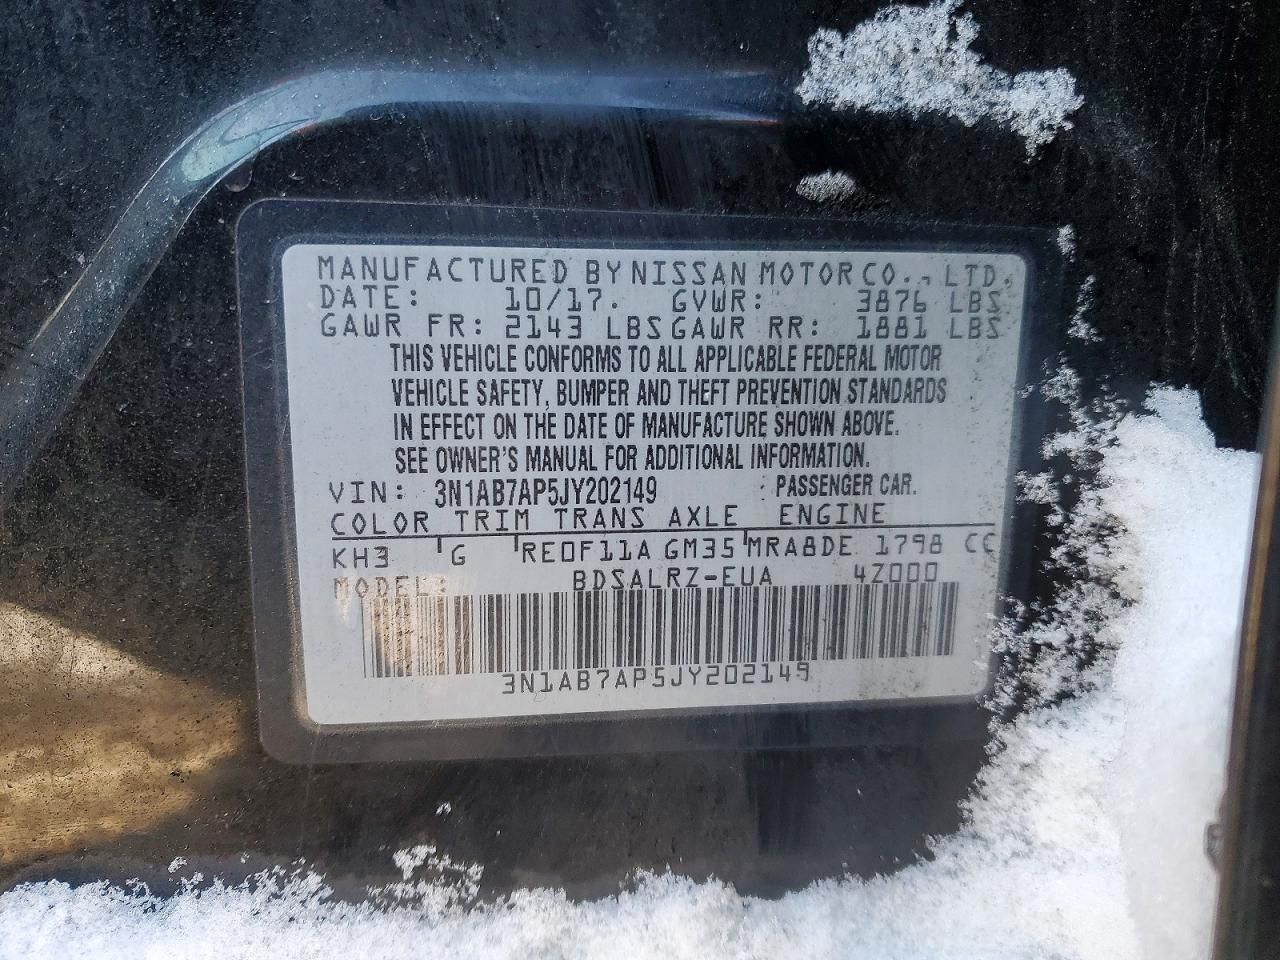 MANUFACTURED BY NISSAN MOTOR CO., LTD.
DATE: 10/17. GVWR: 3876 LBS
GAWR FR: 2143 LBS GAWR RR: 1881 LBS
THIS VEHICLE CONFORMS TO ALL APPLICABLE FEDERAL MOTOR
VEHICLE SAFETY, BUMPER AND THEFT PREVENTION STANDARDS
IN EFFECT ON THE DATE OF MANUFACTURE SHOWN ABOVE.
SEE OWNER'S MANUAL FOR ADDITIONAL INFORMATION.
VIN: 3N1AB7AP5JY202149 : PASSENGER CAR.
COLOR TRIM TRANS AXLE ENGINE
KH3 G RE0F11A GM35 MRA8DE 1798 CC
MODEL: BDSALRZ-EUA 4Z000
3N1AB7AP5JY202149